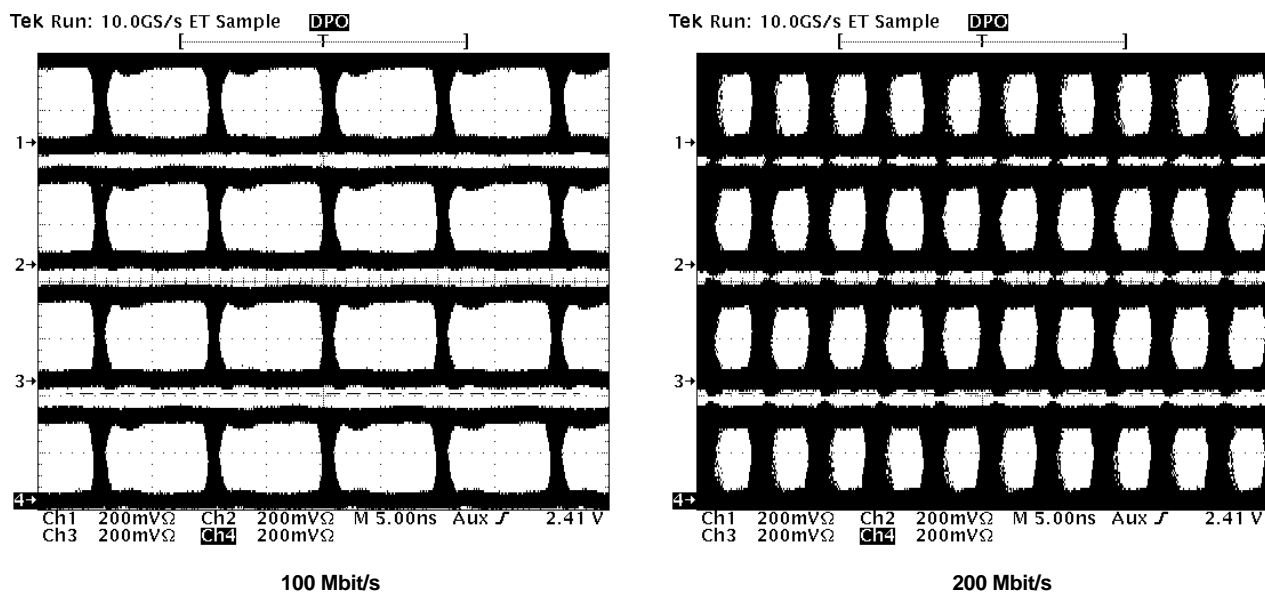 Tek Run: 10.0GS/s ET Sample DPO
[ T ]
1→
2→
3→
4→
Ch1 200mVΩ Ch2 200mVΩ M 5.00ns Aux ʃ 2.41 V
Ch3 200mVΩ Ch4 200mVΩ
100 Mbit/s
Tek Run: 10.0GS/s ET Sample DPO
[ T ]
1→
2→
3→
4→
Ch1 200mVΩ Ch2 200mVΩ M 5.00ns Aux ʃ 2.41 V
Ch3 200mVΩ Ch4 200mVΩ
200 Mbit/s